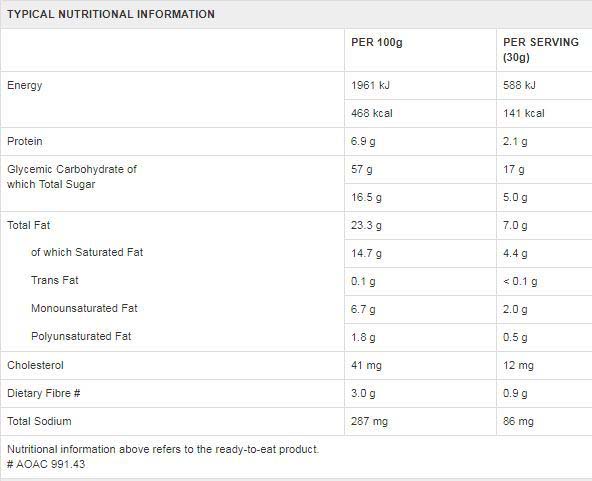 TYPICAL NUTRITIONAL INFORMATION
PER 100g PER SERVING
(30g)
Energy 1961 kJ 588 kJ
468 kcal 141 kcal
Protein 6.9 g 2.1 g
Glycemic Carbohydrate of 57 g 17 g
which Total Sugar
16.5 g 5.0 g
Total Fat 23.3 g 7.0 g
of which Saturated Fat 14.7 g 4.4 g
Trans Fat 0.1 g < 0.1 g
Monounsaturated Fat 6.7 g 2.0 g
Polyunsaturated Fat 1.8 g 0.5 g
Cholesterol 41 mg 12 mg
Dietary Fibre # 3.0 g 0.9 g
Total Sodium 287 mg 86 mg
Nutritional information above refers to the ready-to-eat product.
# AOAC 991.43